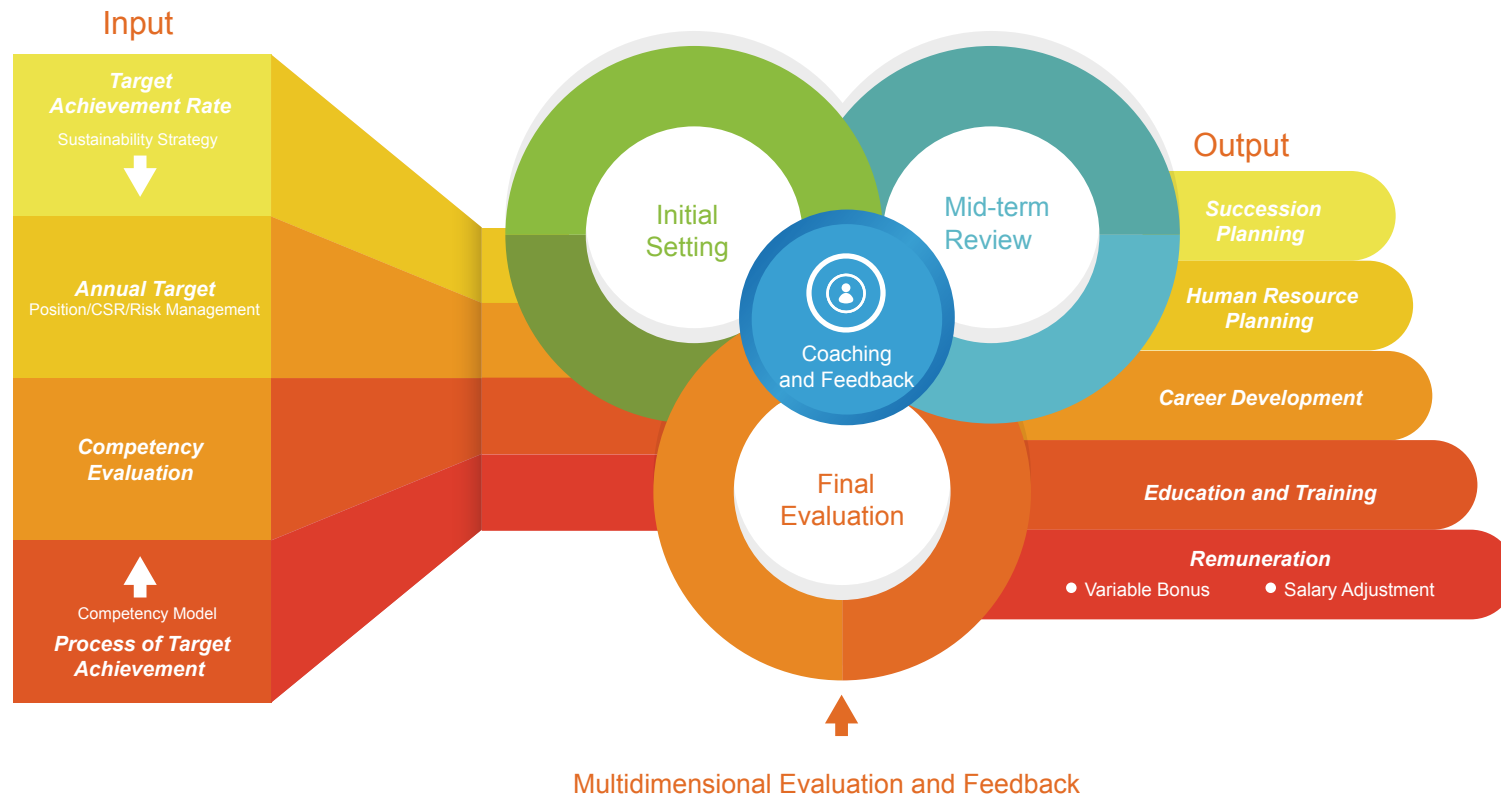 Input
Target
Achievement Rate
Sustainability Strategy
Annual Target
Position/CSR/Risk Management
Competency
Evaluation
Competency Model
Process of Target
Achievement
Initial
Setting
Mid-term
Review
Coaching
and Feedback
Final
Evaluation
Multidimensional Evaluation and Feedback
Output
Succession
Planning
Human Resource
Planning
Career Development
Education and Training
Remuneration
Variable Bonus
Salary Adjustment